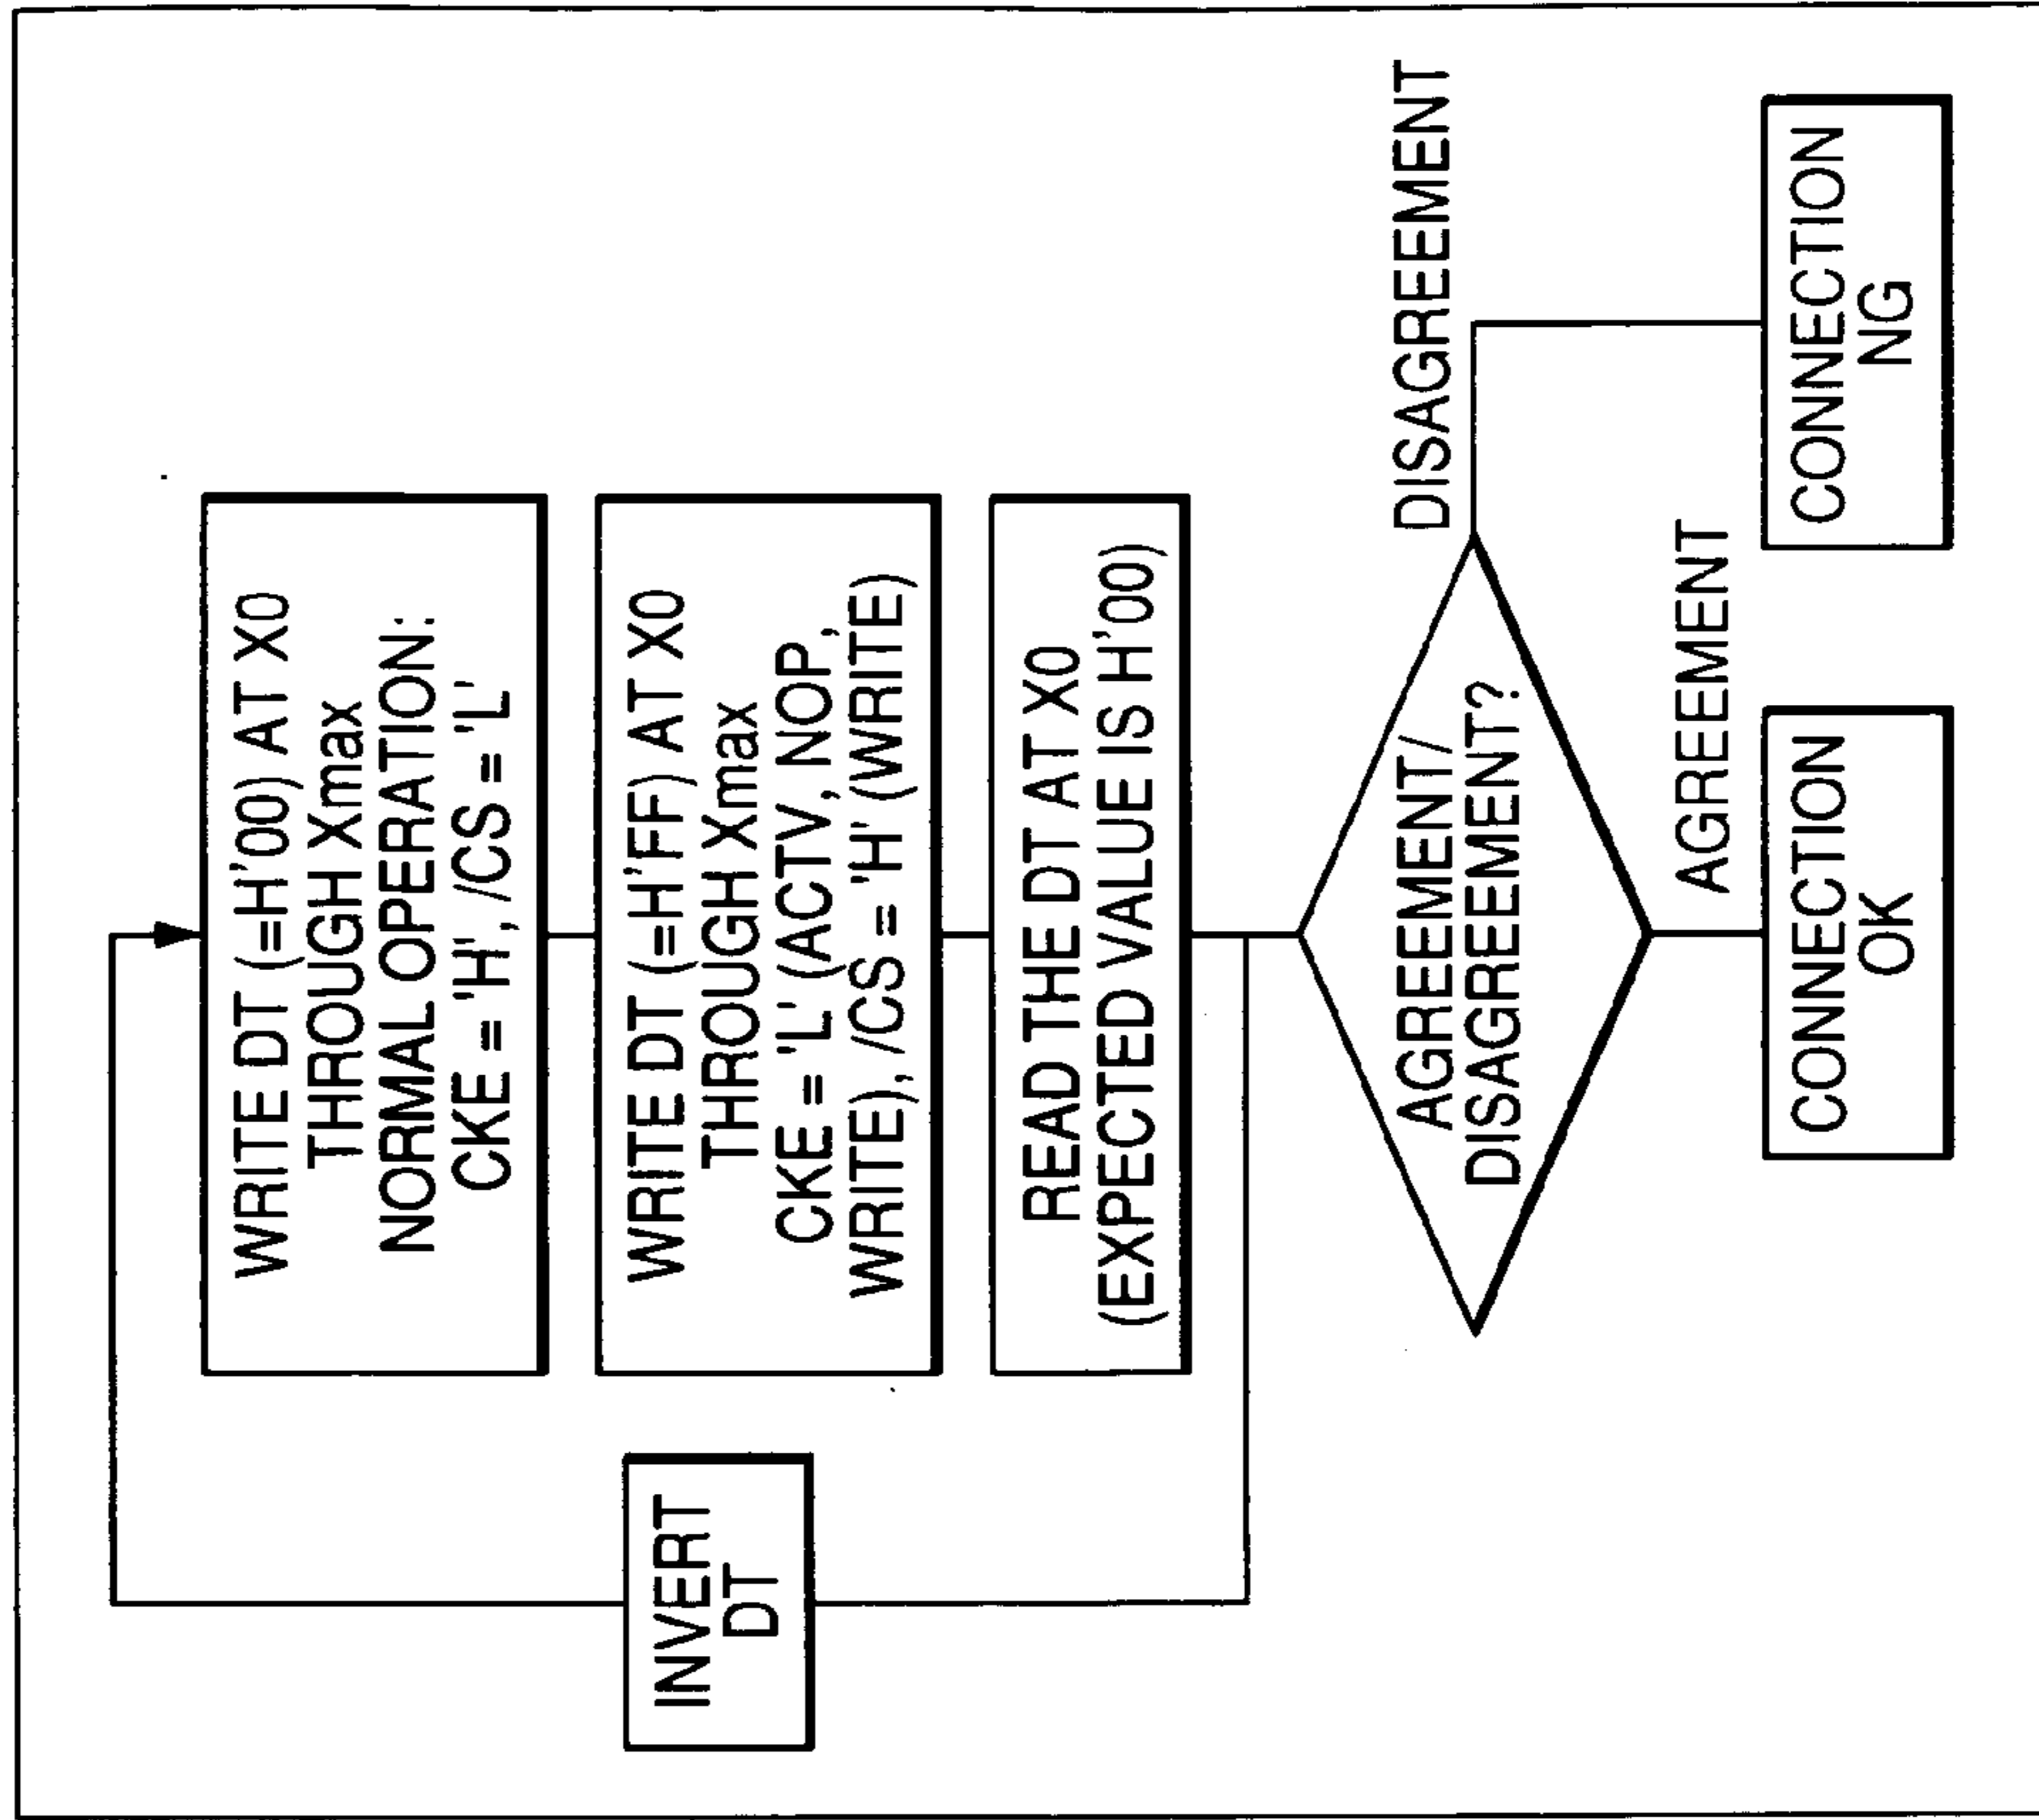 WRITE DT (=H'00) AT X0
THROUGH Xmax
NORMAL OPERATION:
CKE = 'H', /CS = 'L'
WRITE DT (=H'FF) AT X0
THROUGH Xmax
CKE = 'L' (ACTV, NOP,
WRITE), /CS = 'H' (WRITE)
INVERT
DT
READ THE DT AT X0
(EXPECTED VALUE IS H'00)
AGREEMENT/
DISAGREEMENT?
DISAGREEMENT
AGREEMENT
CONNECTION
OK
CONNECTION
NG